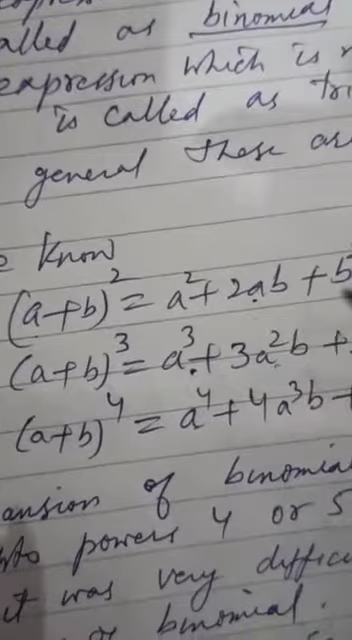 called as binomial
expression which is
is called as
general these are
Know
(a+b)² = a² + 2ab + b
(a+b)³ = a³ + 3a²b +
(a+b)⁴ = a⁴ + 4a³b +
of binomial
powers 4 or 5
it was very
binomial.